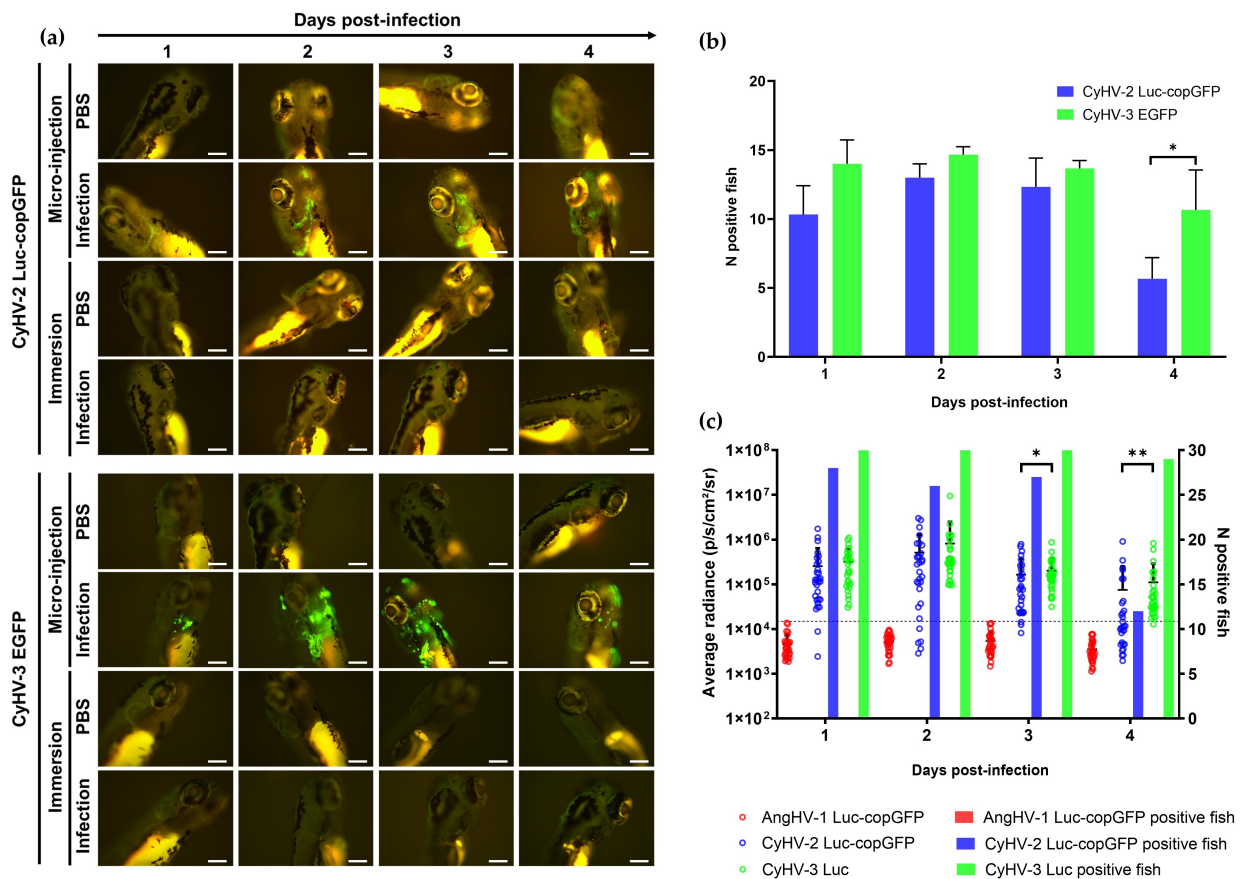 (a)
Days post-infection
1 2 3 4
CyHV-2 Luc-copGFP
Micro-injection
PBS
Infection
Immersion
PBS
Infection
CyHV-3 EGFP
Micro-injection
PBS
Infection
Immersion
PBS
Infection
(b)
20
15
10
5
0
N positive fish
CyHV-2 Luc-copGFP
CyHV-3 EGFP
*
1 2 3 4
Days post-infection
(c)
1×10⁸
1×10⁷
1×10⁶
1×10⁵
1×10⁴
1×10³
1×10²
Average radiance (p/s/cm²/sr)
* **
30
25
20
15
10
5
0
N positive fish
1 2 3 4
Days post-infection
AngHV-1 Luc-copGFP
CyHV-2 Luc-copGFP
CyHV-3 Luc
AngHV-1 Luc-copGFP positive fish
CyHV-2 Luc-copGFP positive fish
CyHV-3 Luc positive fish